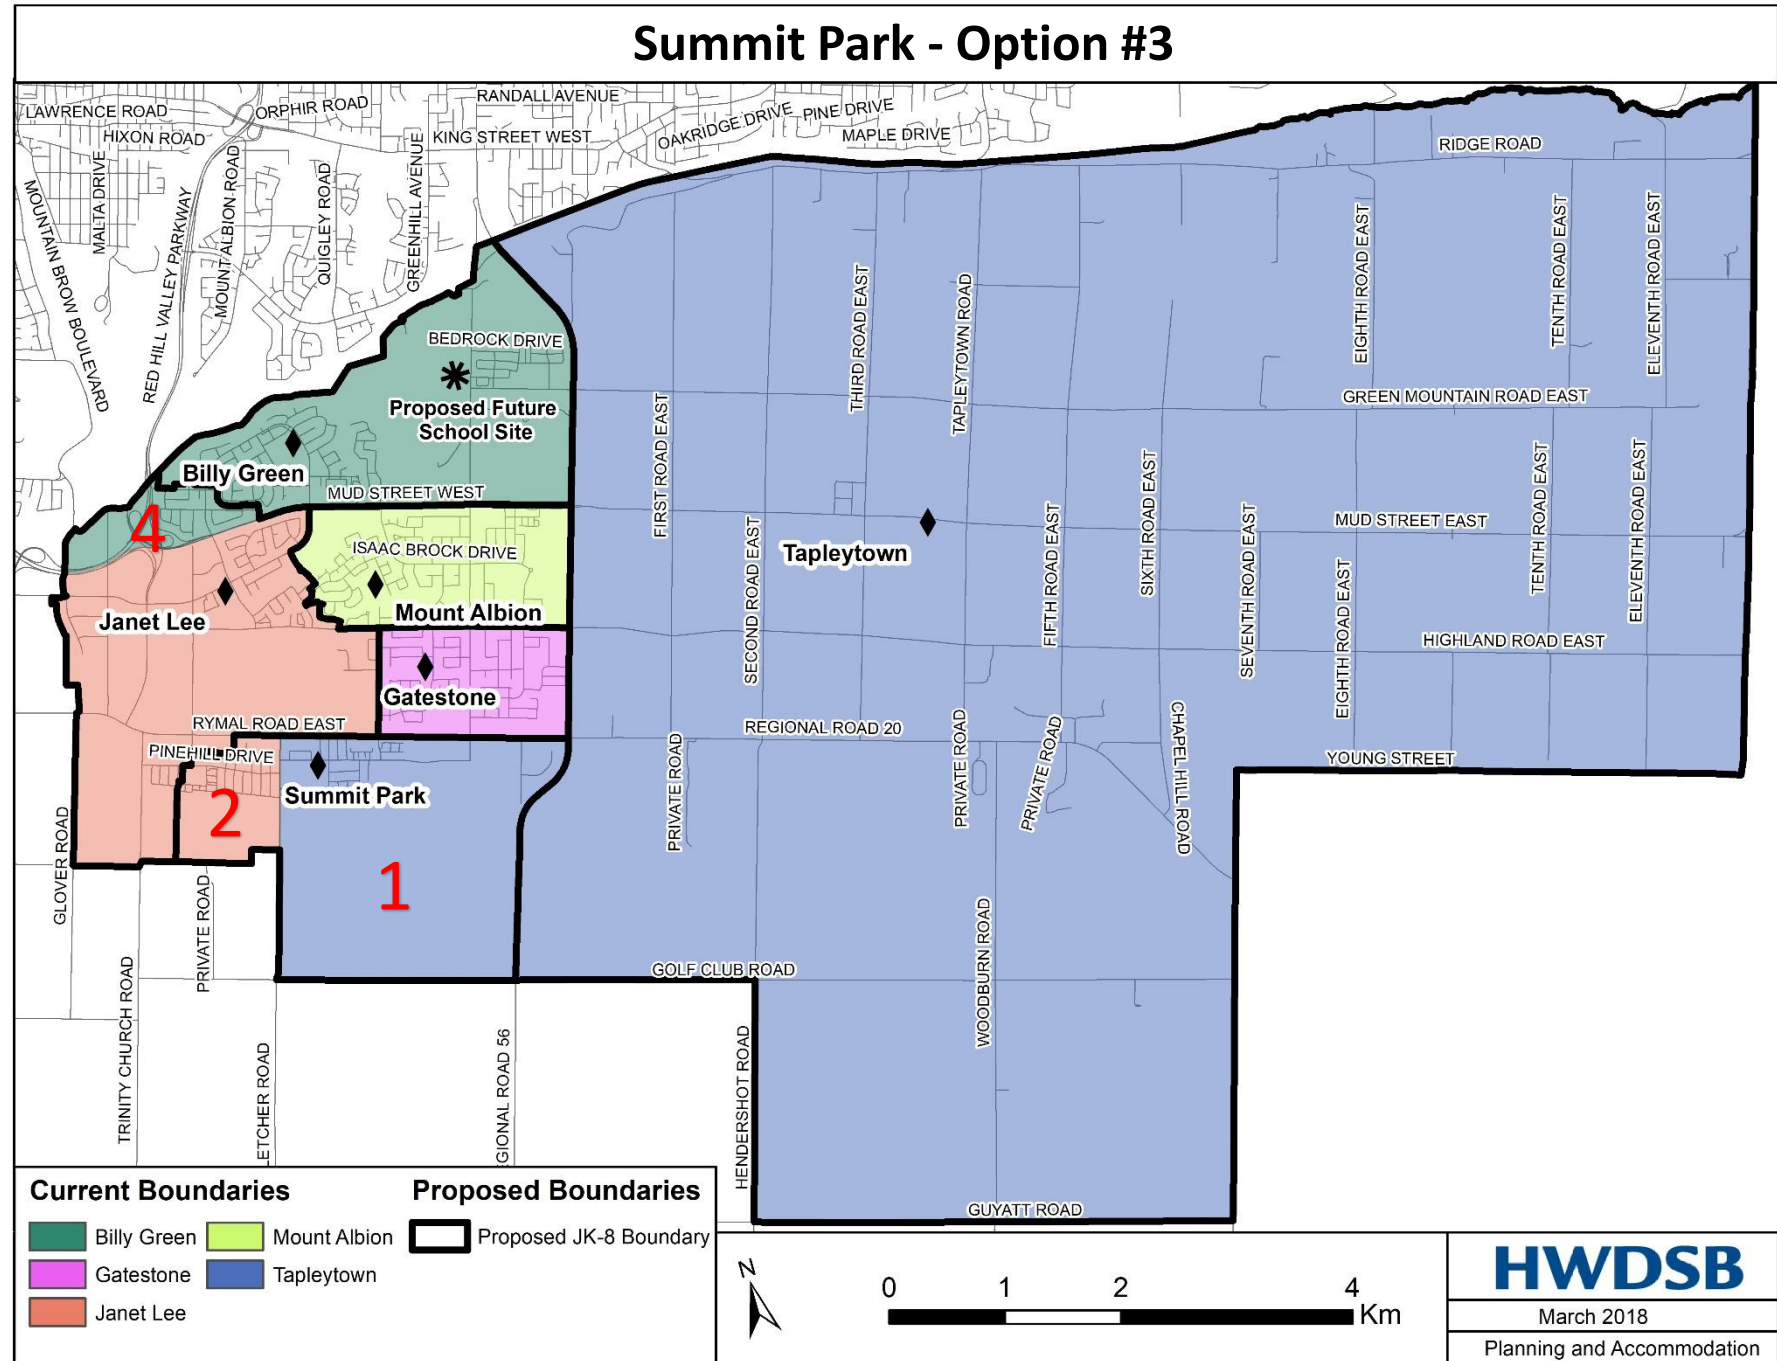 Summit Park - Option #3
LAWRENCE ROAD
ORPHIR ROAD
RANDALL AVENUE
HIXON ROAD
KING STREET WEST
OAKRIDGE DRIVE
PINE DRIVE
MAPLE DRIVE
RIDGE ROAD
MALTA DRIVE
MOUNTAIN BROW BOULEVARD
RED HILL VALLEY PARKWAY
MOUNT ALBION ROAD
QUIGLEY ROAD
GREENHILL AVENUE
BEDROCK DRIVE
Proposed Future
School Site
Billy Green
MUD STREET WEST
4
ISAAC BROCK DRIVE
Mount Albion
Janet Lee
Gatestone
RYMAL ROAD EAST
PINEHILL DRIVE
Summit Park
2
1
FIRST ROAD EAST
SECOND ROAD EAST
THIRD ROAD EAST
TAPLEYTOWN ROAD
Tapleytown
FIFTH ROAD EAST
SIXTH ROAD EAST
SEVENTH ROAD EAST
EIGHTH ROAD EAST
EIGHTH ROAD EAST
TENTH ROAD EAST
TENTH ROAD EAST
ELEVENTH ROAD EAST
ELEVENTH ROAD EAST
GREEN MOUNTAIN ROAD EAST
MUD STREET EAST
HIGHLAND ROAD EAST
REGIONAL ROAD 20
YOUNG STREET
PRIVATE ROAD
PRIVATE ROAD
PRIVATE ROAD
CHAPEL HILL ROAD
WOODBURN ROAD
GOLF CLUB ROAD
GLOVER ROAD
PRIVATE ROAD
TRINITY CHURCH ROAD
LETCHER ROAD
GIONAL ROAD 56
HENDERSHOT ROAD
GUYATT ROAD
Current Boundaries
Billy Green
Mount Albion
Gatestone
Tapleytown
Janet Lee
Proposed Boundaries
Proposed JK-8 Boundary
N
0 1 2 4
Km
HWDSB
March 2018
Planning and Accommodation